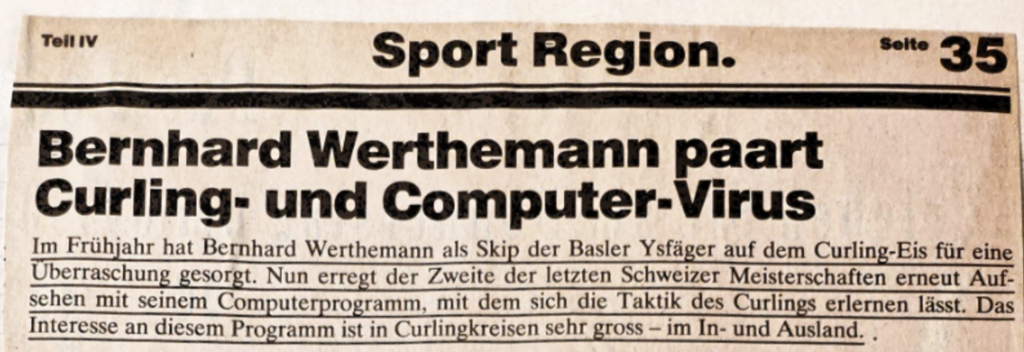 Teil IV
Sport Region.
Seite 35
Bernhard Werthemann paart
Curling- und Computer-Virus
Im Frühjahr hat Bernhard Werthemann als Skip der Basler Ysfäger auf dem Curling-Eis für eine
Überraschung gesorgt. Nun erregt der Zweite der letzten Schweizer Meisterschaften erneut Auf-
sehen mit seinem Computerprogramm, mit dem sich die Taktik des Curlings erlernen lässt. Das
Interesse an diesem Programm ist in Curlingkreisen sehr gross – im In- und Ausland.